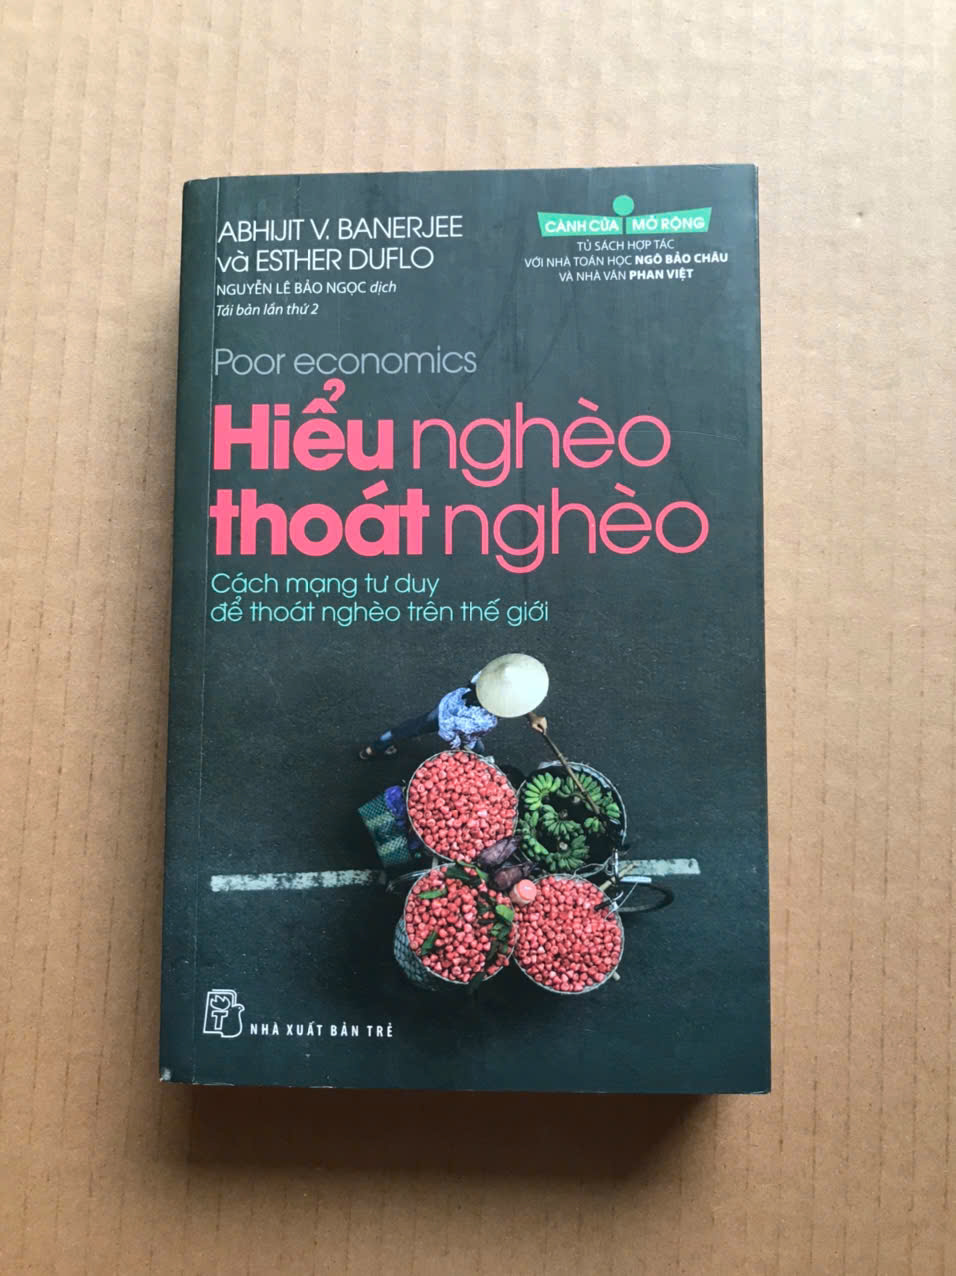 ABHIJIT V. BANERJEE
và ESTHER DUFLO
NGUYỄN LÊ BẢO NGỌC dịch
Tái bản lần thứ 2
CÁNH CỬA MỞ RỘNG
TỦ SÁCH HỢP TÁC
VỚI NHÀ TOÁN HỌC NGÔ BẢO CHÂU
VÀ NHÀ VĂN PHAN VIỆT
Poor economics
Hiểu nghèo
thoát nghèo
Cách mạng tư duy
để thoát nghèo trên thế giới
NHÀ XUẤT BẢN TRẺ